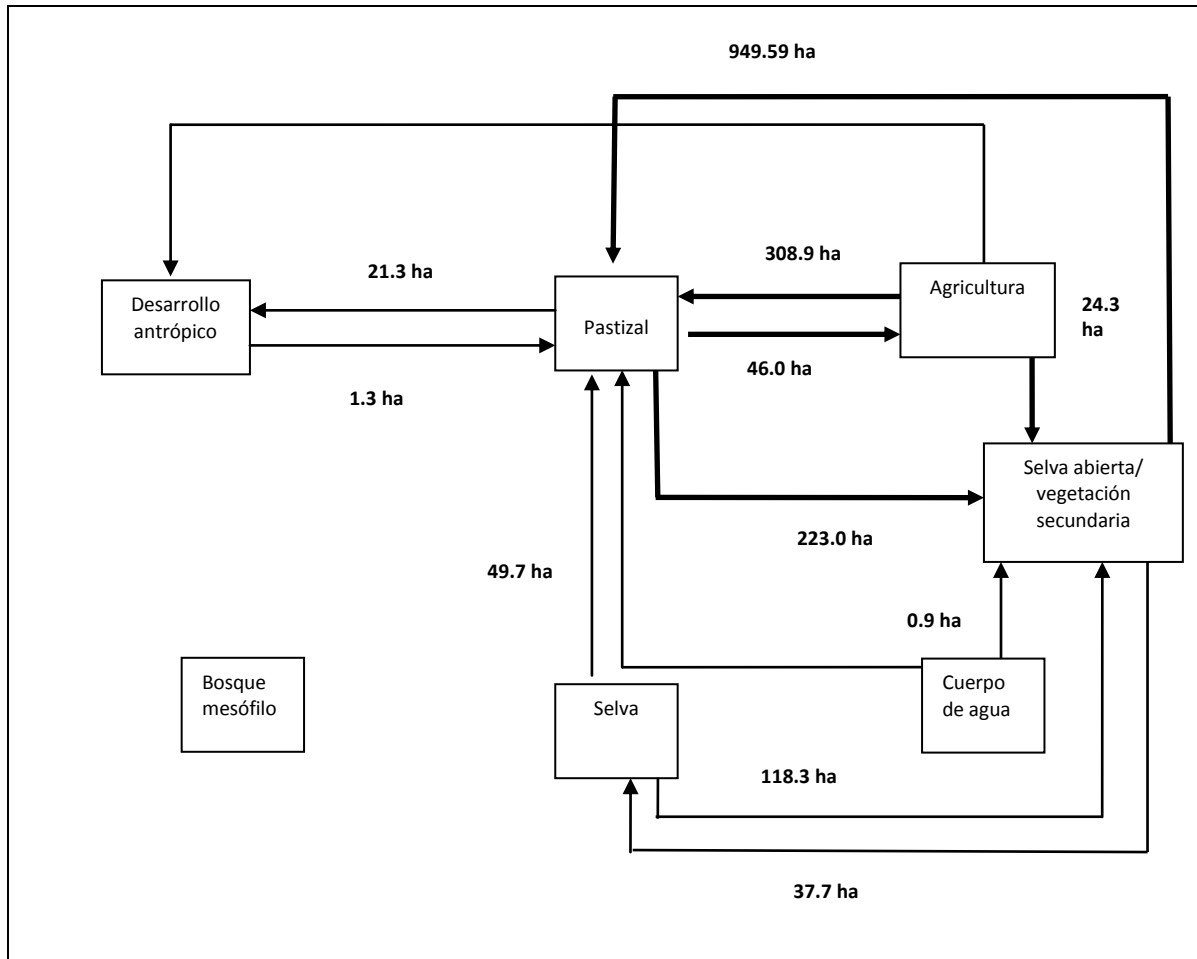 949.59 ha
308.9 ha
21.3 ha
Agricultura
Desarrollo
antrópico
Pastizal
24.3
ha
46.0 ha
1.3 ha
Selva abierta/
vegetación
secundaria
223.0 ha
49.7 ha
0.9 ha
Bosque
mesófilo
Selva
Cuerpo
de agua
118.3 ha
37.7 ha